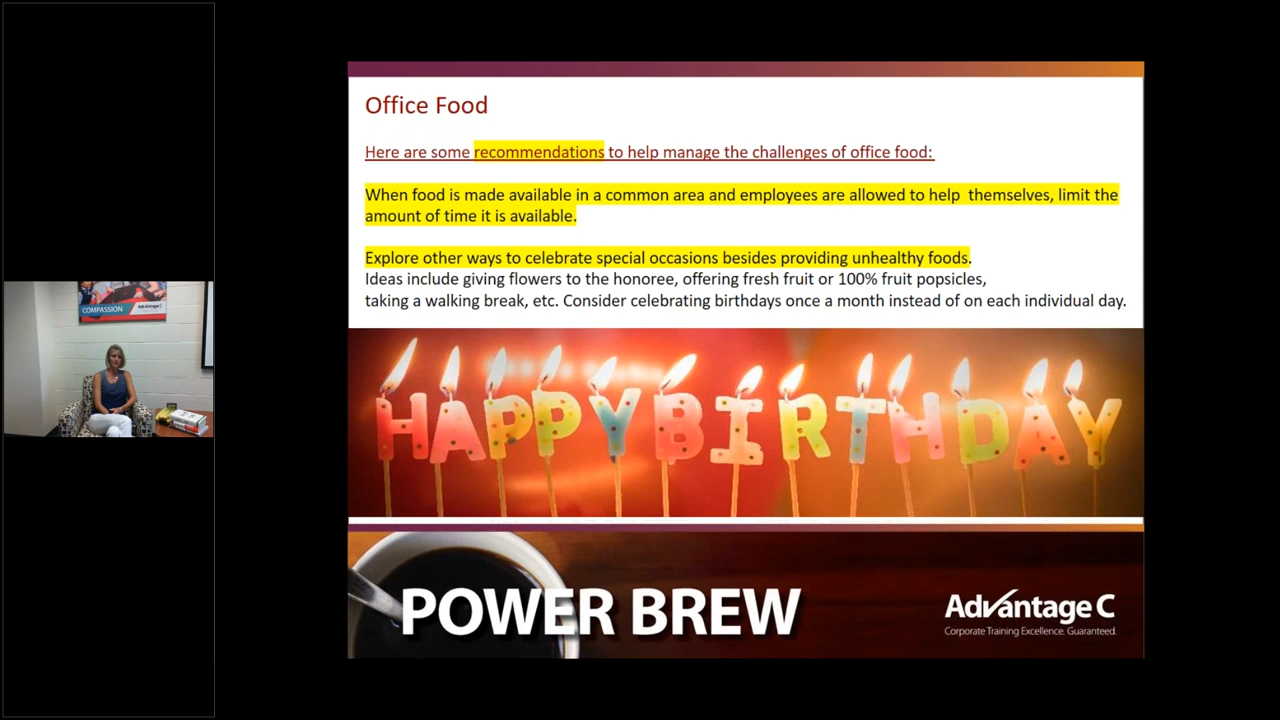 Office Food
Here are some recommendations to help manage the challenges of office food:
When food is made available in a common area and employees are allowed to help  themselves, limit the
amount of time it is available.
Explore other ways to celebrate special occasions besides providing unhealthy foods.
Ideas include giving flowers to the honoree, offering fresh fruit or 100% fruit popsicles,
taking a walking break, etc. Consider celebrating birthdays once a month instead of on each individual day.
HAPPY BIRTHDAY
POWER BREW
Advantage C
Corporate Training Excellence. Guaranteed.
COMPASSION
Advantage C